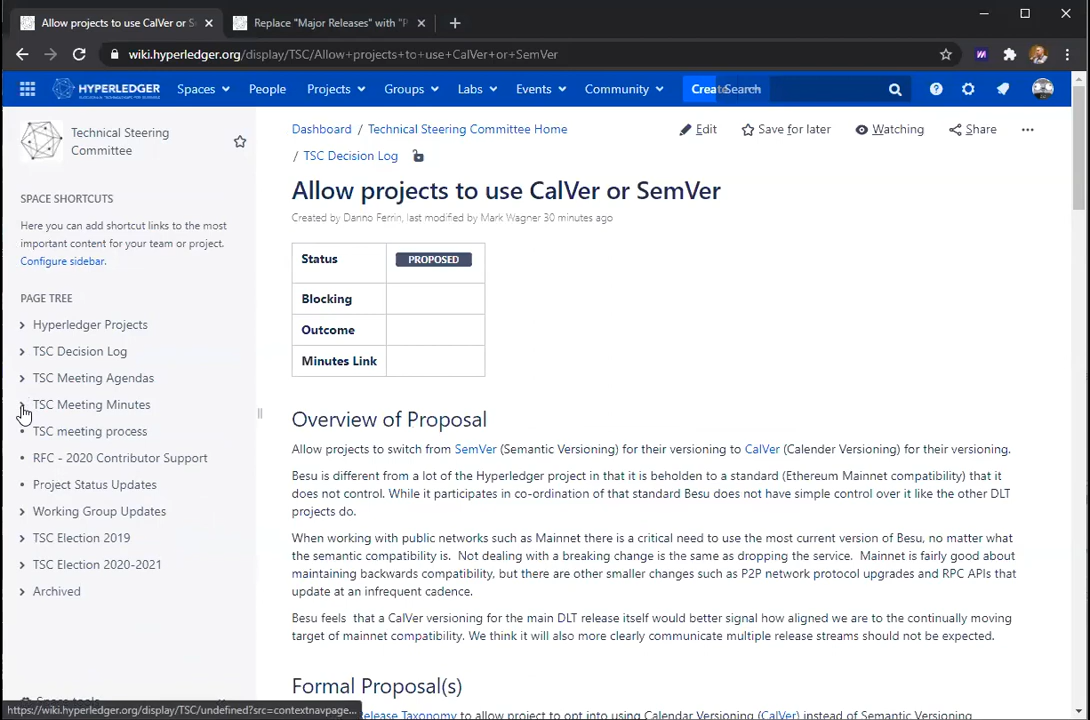 Allow projects to use CalVer or S
Replace "Major Releases" with "P
wiki.hyperledger.org/display/TSC/Allow+projects+to+use+CalVer+or+SemVer
HYPERLEDGER Spaces People Projects Groups Labs Events Community Create Search
Technical Steering
Committee
SPACE SHORTCUTS
Here you can add shortcut links to the most
important content for your team or project.
Configure sidebar.
PAGE TREE
Hyperledger Projects
TSC Decision Log
TSC Meeting Agendas
TSC Meeting Minutes
TSC meeting process
RFC - 2020 Contributor Support
Project Status Updates
Working Group Updates
TSC Election 2019
TSC Election 2020-2021
Archived
Space tools
https://wiki.hyperledger.org/display/TSC/undefined?src=contextnavpage...
Dashboard / Technical Steering Committee Home
Edit Save for later Watching Share
/ TSC Decision Log
Allow projects to use CalVer or SemVer
Created by Danno Ferrin, last modified by Mark Wagner 30 minutes ago
Status PROPOSED
Blocking
Outcome
Minutes Link
Overview of Proposal
Allow projects to switch from SemVer (Semantic Versioning) for their versioning to CalVer (Calender Versioning) for their versioning.
Besu is different from a lot of the Hyperledger project in that it is beholden to a standard (Ethereum Mainnet compatibility) that it
does not control. While it participates in co-ordination of that standard Besu does not have simple control over it like the other DLT
projects do.
When working with public networks such as Mainnet there is a critical need to use the most current version of Besu, no matter what
the semantic compatibility is. Not dealing with a breaking change is the same as dropping the service. Mainnet is fairly good about
maintaining backwards compatibility, but there are other smaller changes such as P2P network protocol upgrades and RPC APIs that
update at an infrequent cadence.
Besu feels that a CalVer versioning for the main DLT release itself would better signal how aligned we are to the continually moving
target of mainnet compatibility. We think it will also more clearly communicate multiple release streams should not be expected.
Formal Proposal(s)
Release Taxonomy to allow project to opt into using Calendar Versioning (CalVer) instead of Semantic Versioning